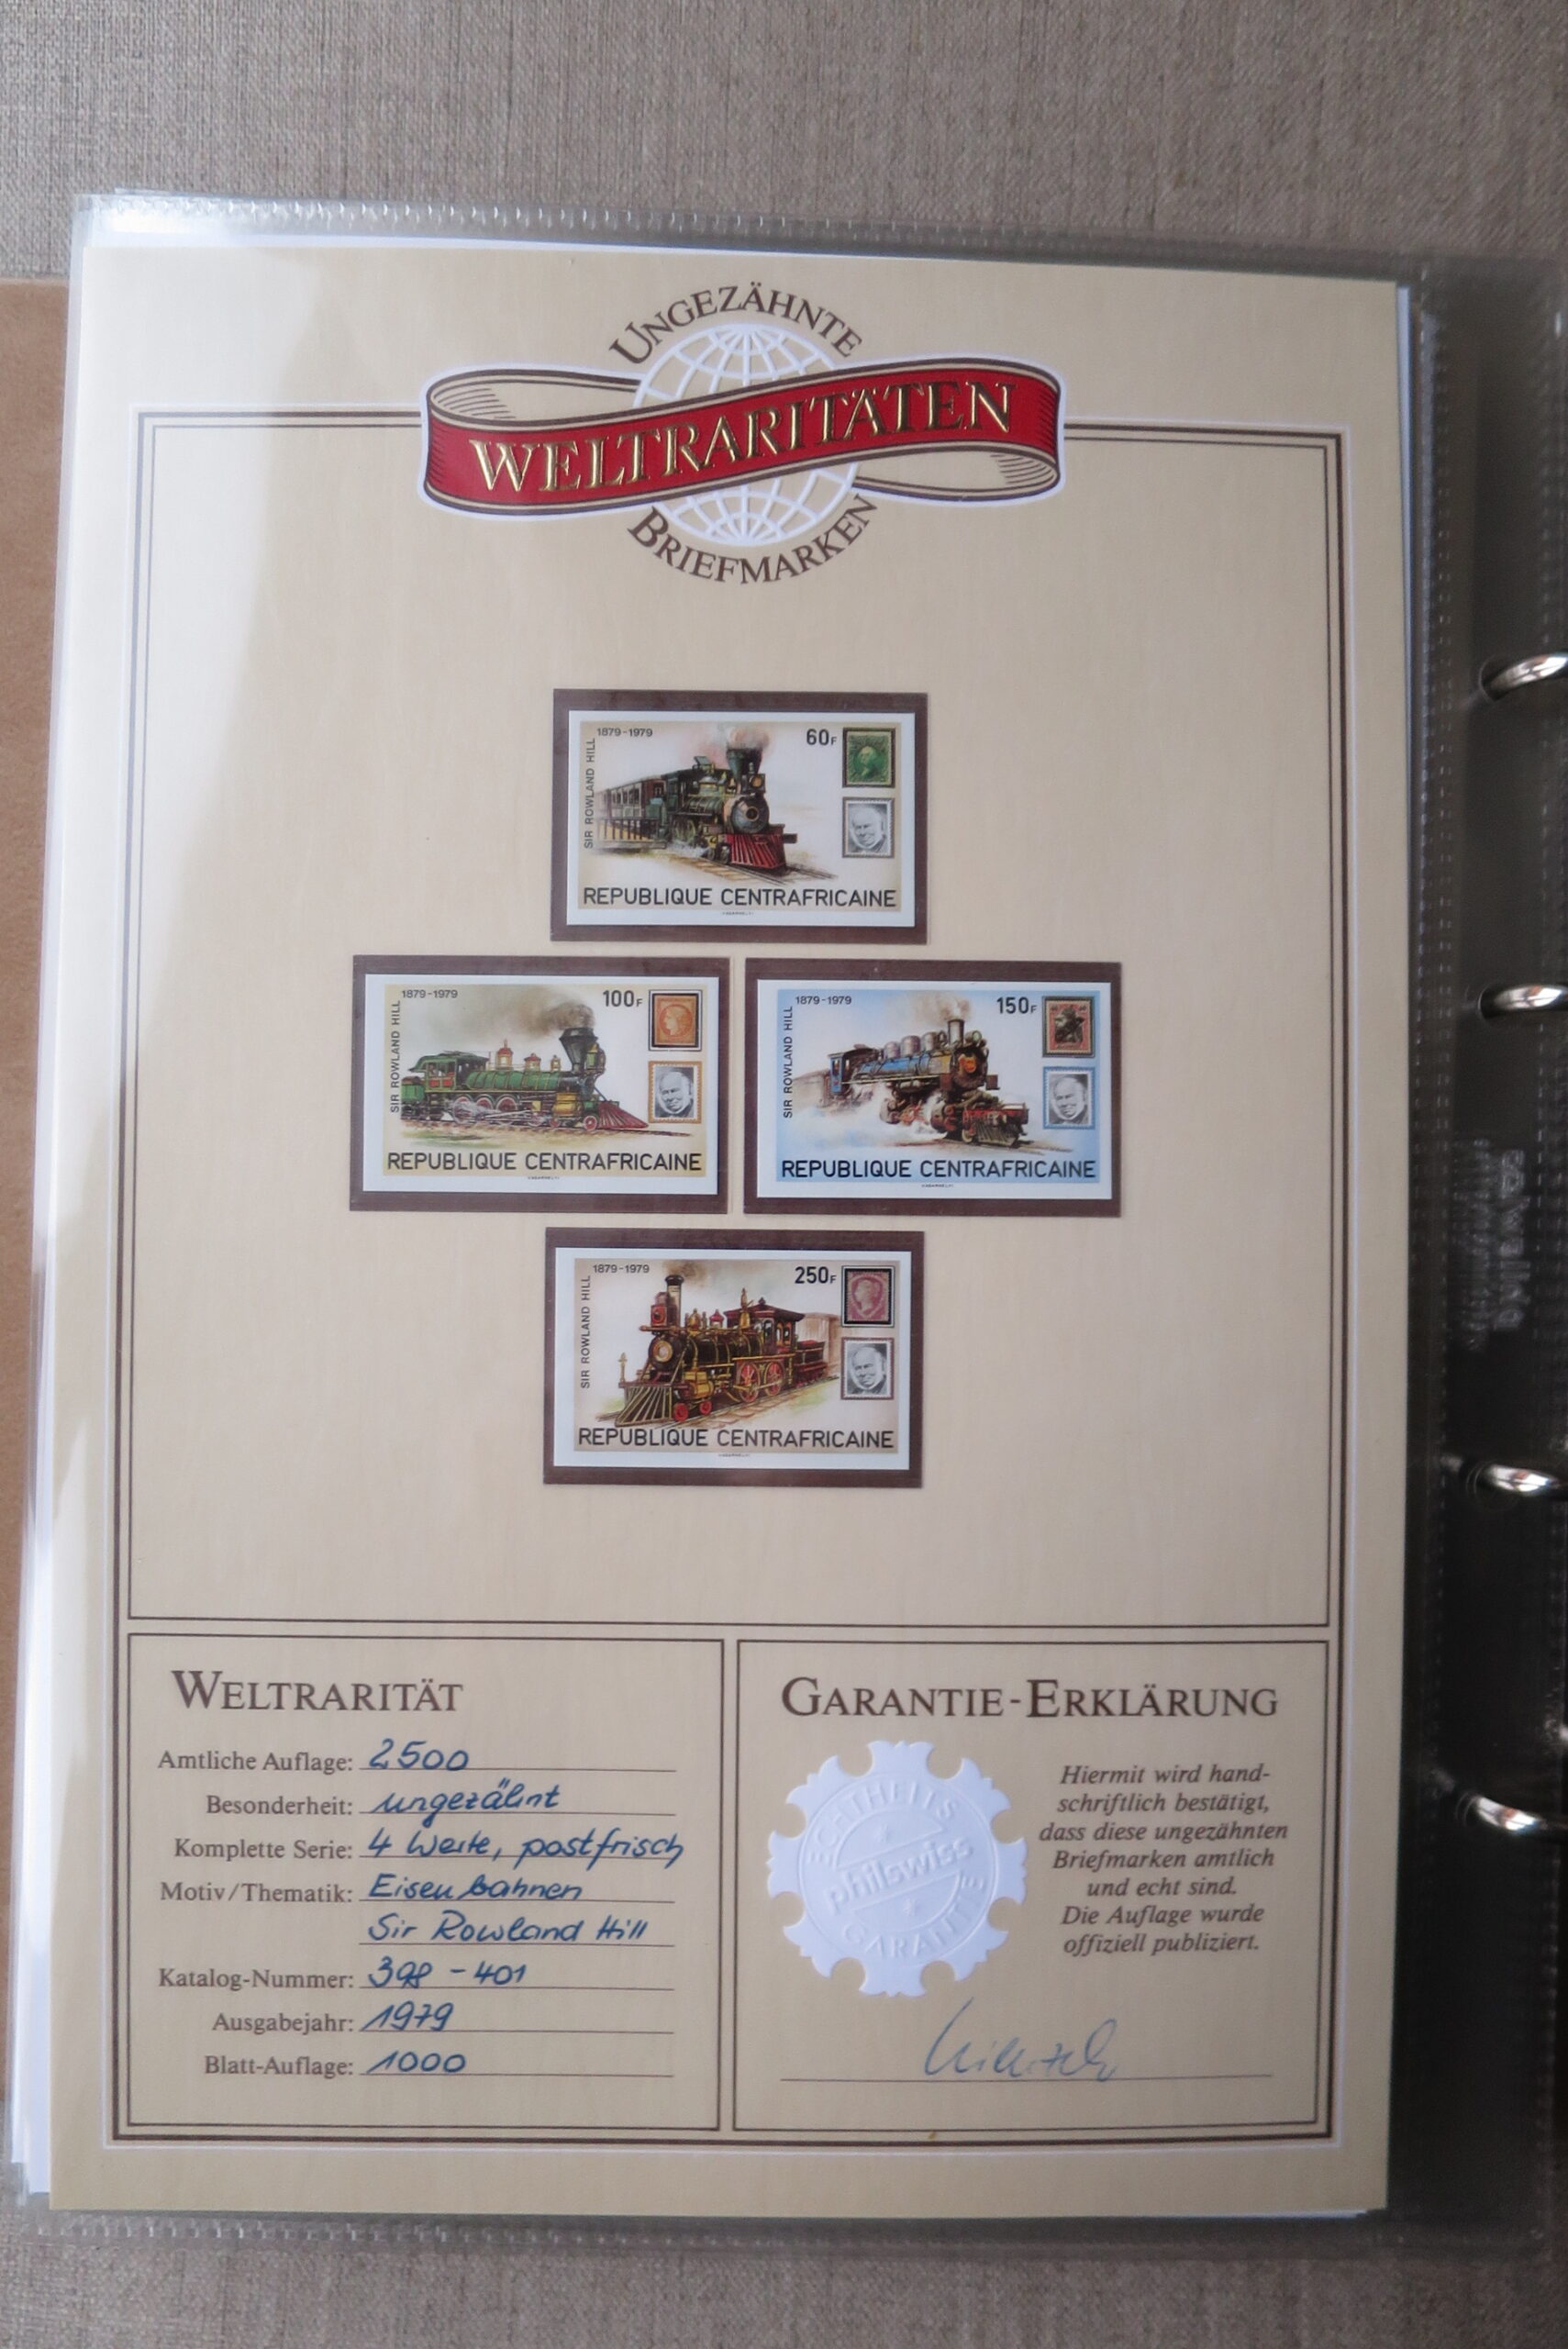 UNGEZÄHNTE
WELTRARITÄTEN
BRIEFMARKEN
1879-1979
60F
SIR ROWLAND HILL
REPUBLIQUE CENTRAFRICAINE
1879-1979
100F
SIR ROWLAND HILL
REPUBLIQUE CENTRAFRICAINE
1879-1979
150F
SIR ROWLAND HILL
REPUBLIQUE CENTRAFRICAINE
1879-1979
250F
SIR ROWLAND HILL
REPUBLIQUE CENTRAFRICAINE
WELTRARITÄT
Amtliche Auflage: 2500
Besonderheit: ungezähnt
Komplette Serie: 4 Werte, postfrisch
Motiv/Thematik: Eisenbahnen
Sir Rowland Hill
Katalog-Nummer: 398-401
Ausgabejahr: 1979
Blatt-Auflage: 1000
GARANTIE-ERKLÄRUNG
ECHTHEITS
philswiss
GARANTIE
Hiermit wird hand-
schriftlich bestätigt,
dass diese ungezähnten
Briefmarken amtlich
und echt sind.
Die Auflage wurde
offiziell publiziert.